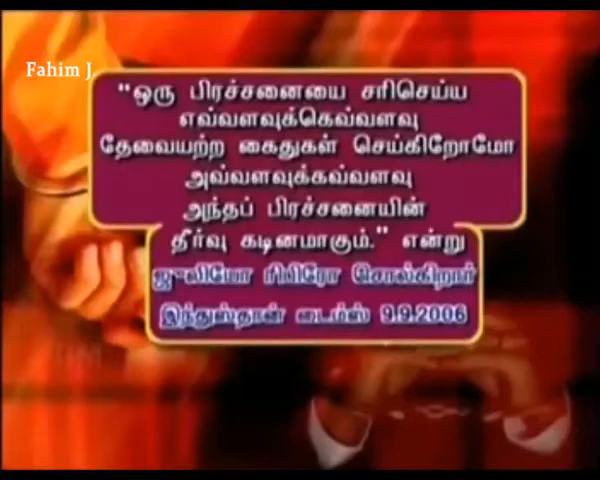 Fahim J.
"ஒரு பிரச்சனையை சரிசெய்ய
எவ்வளவுக்கெவ்வளவு
தேவையற்ற கைதுகள் செய்கிறோமோ
அவ்வளவுக்கவ்வளவு
அந்தப் பிரச்சனையின்
தீர்வு கடினமாகும்." என்று
ஜுலியோ ரிபிரோ சொல்கிறார்
இந்துஸ்தான் டைம்ஸ் 9.9.2006